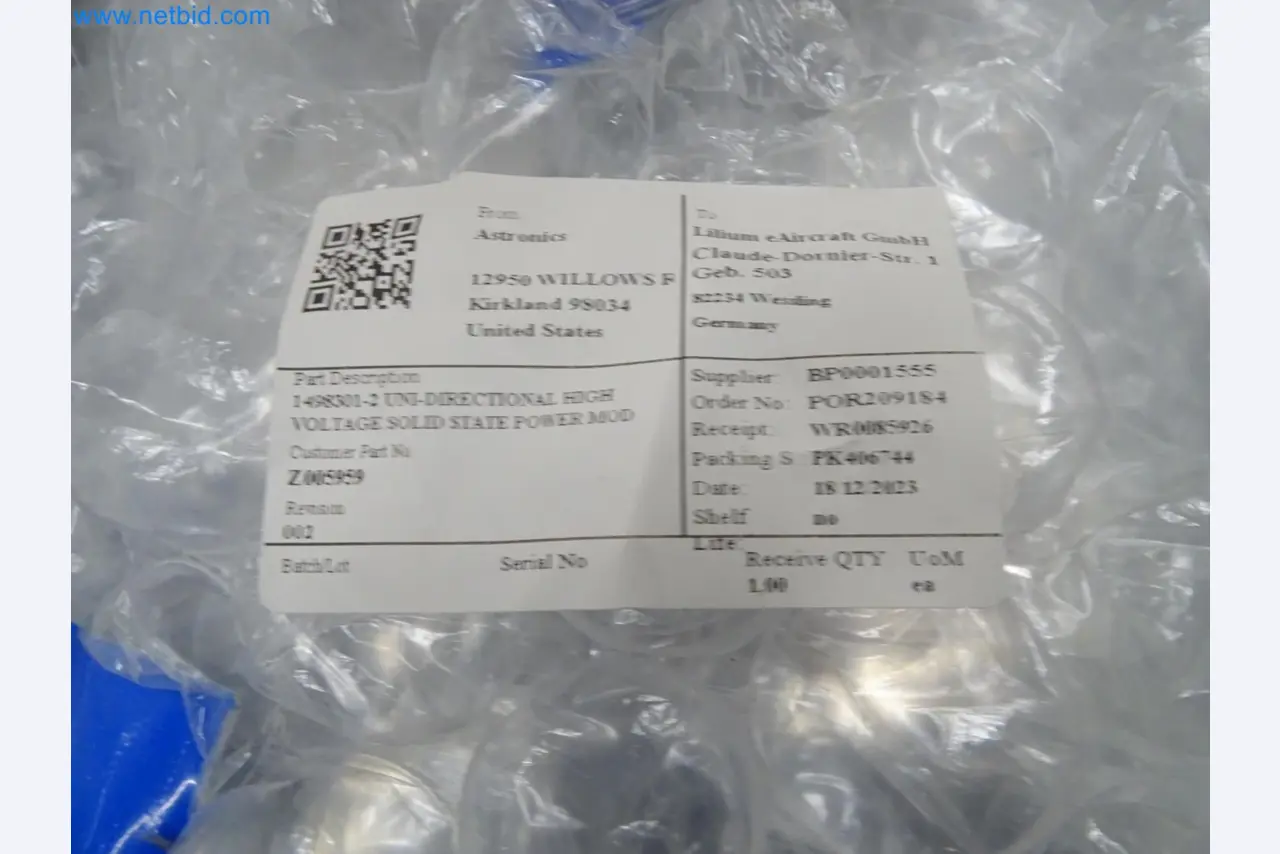 www.netbid.com
From
Astronics
12950 WILLOWS R
Kirkland 98034
United States
To
Lilium eAircraft GmbH
Claude-Dornier-Str. 1
Geb. 503
82234 Wessling
Germany
Part Description
1498301-2 UNI-DIRECTIONAL HIGH
VOLTAGE SOLID STATE POWER MOD
Customer Part No
Z005959
Revision
002
Supplier: BP0001555
Order No: POR209184
Receipt: WR0085926
Packing S PK406744
Date: 18 12 2023
Shelf no
Life:
Batch/Lot
Serial No
Receive QTY UoM
1.00 ea